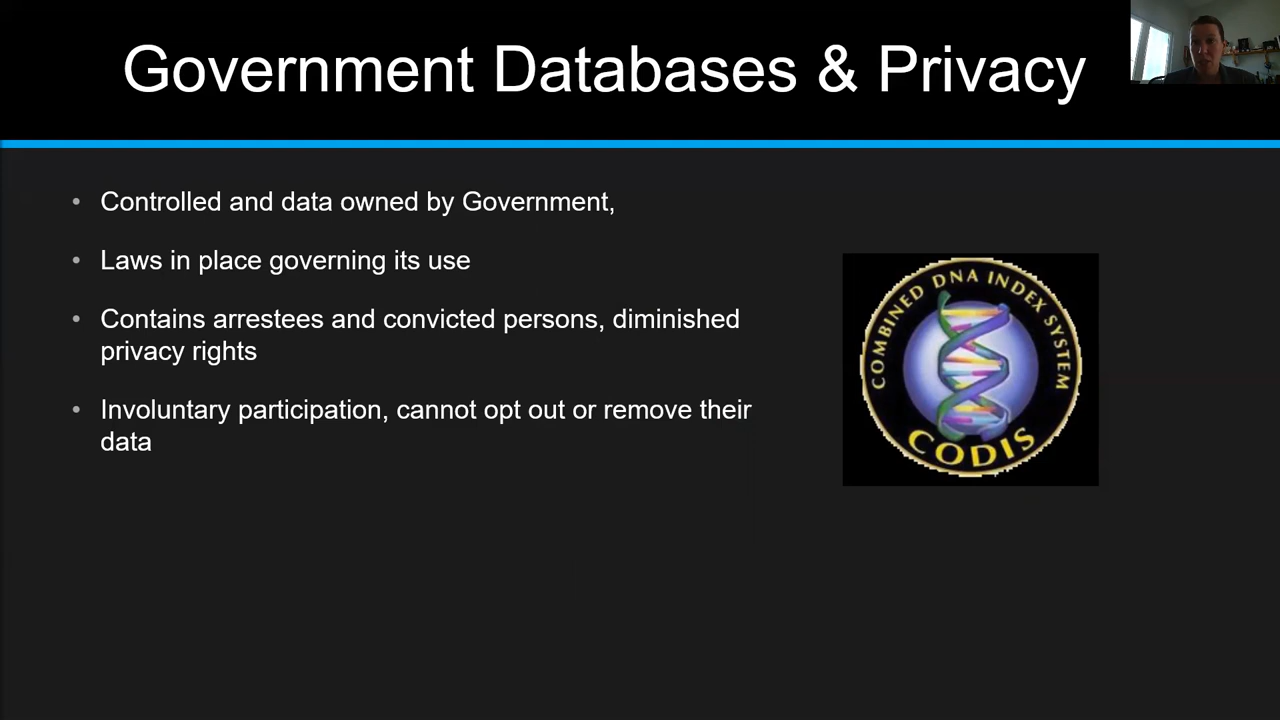 Government Databases & Privacy
• Controlled and data owned by Government,
• Laws in place governing its use
• Contains arrestees and convicted persons, diminished
privacy rights
• Involuntary participation, cannot opt out or remove their
data
COMBINED DNA INDEX SYSTEM
CODIS